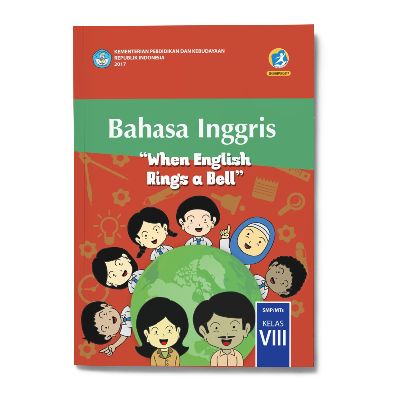 KEMENTERIAN PENDIDIKAN DAN KEBUDAYAAN
REPUBLIK INDONESIA
2017
Bahasa Inggris
“When English
Rings a Bell”
SMP/MTs
KELAS
VIII